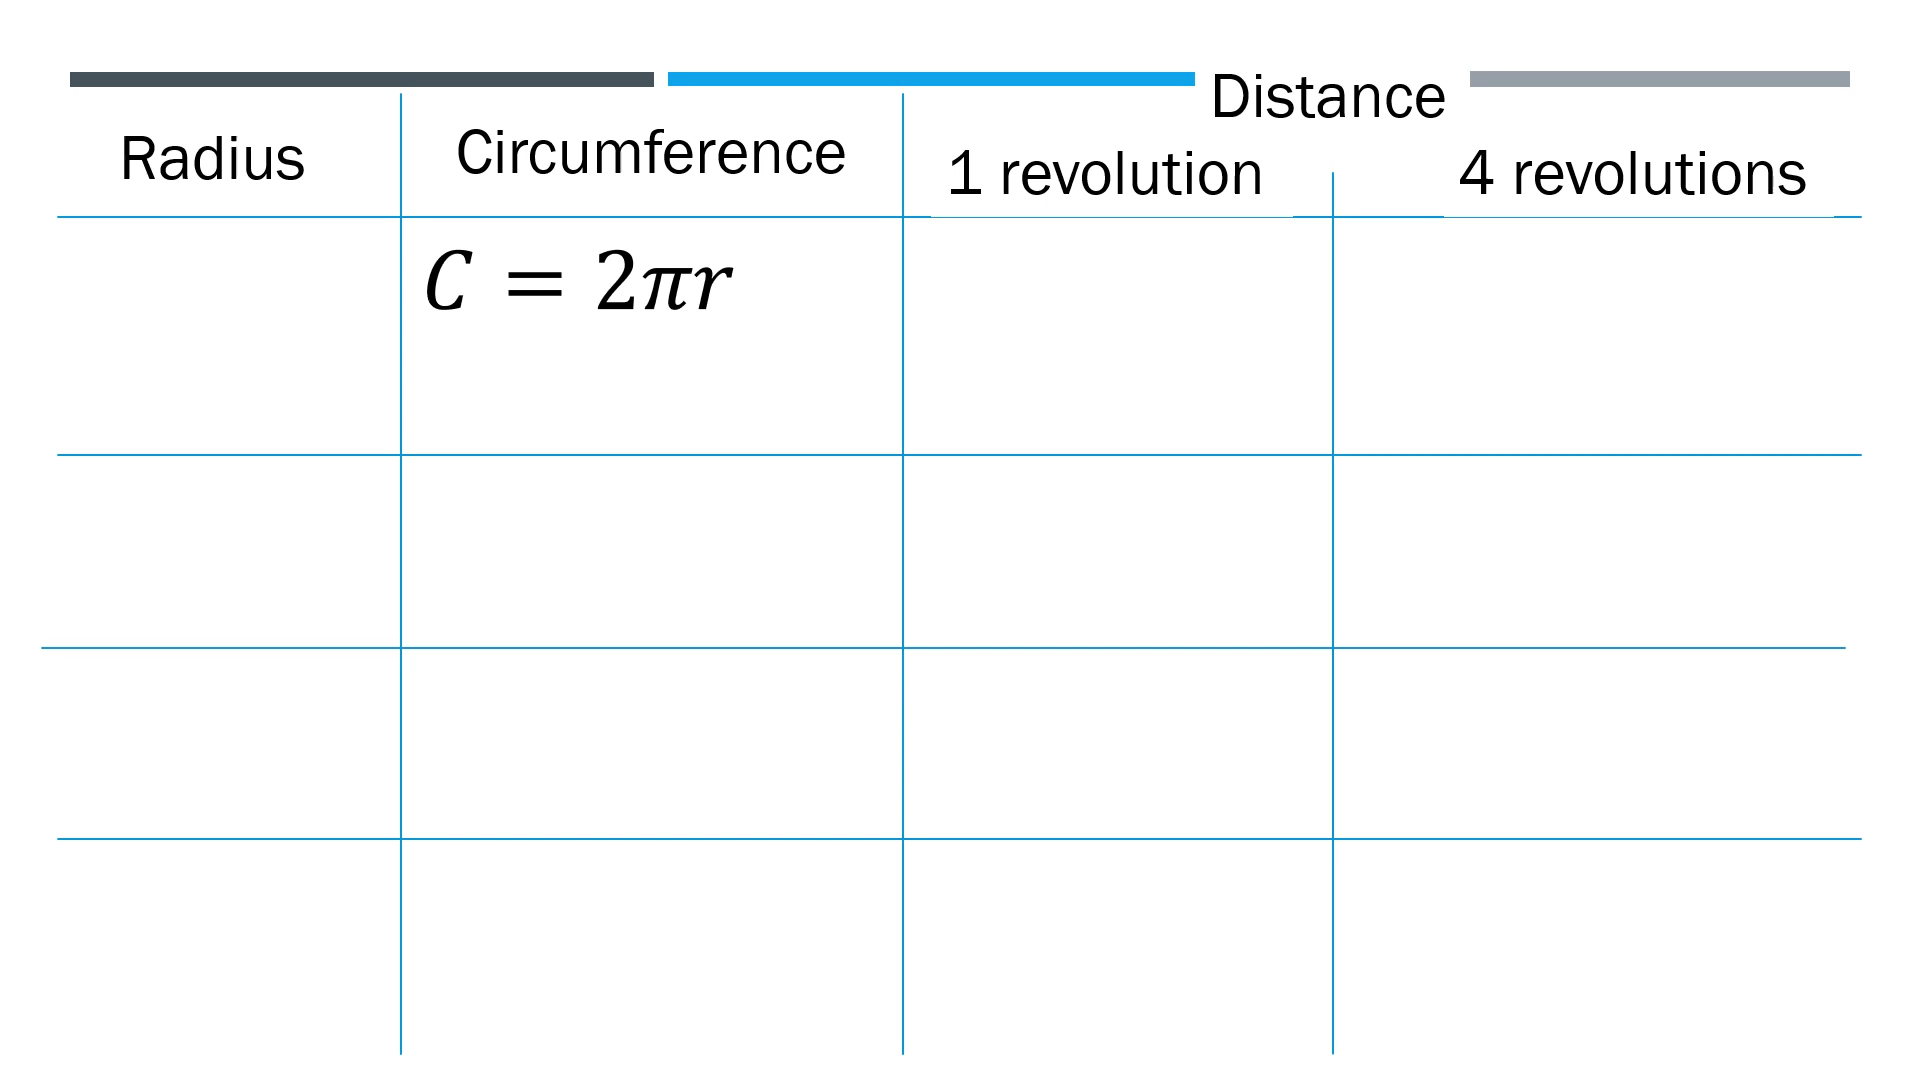 Distance
Radius
Circumference
1 revolution
4 revolutions
C = 2πr